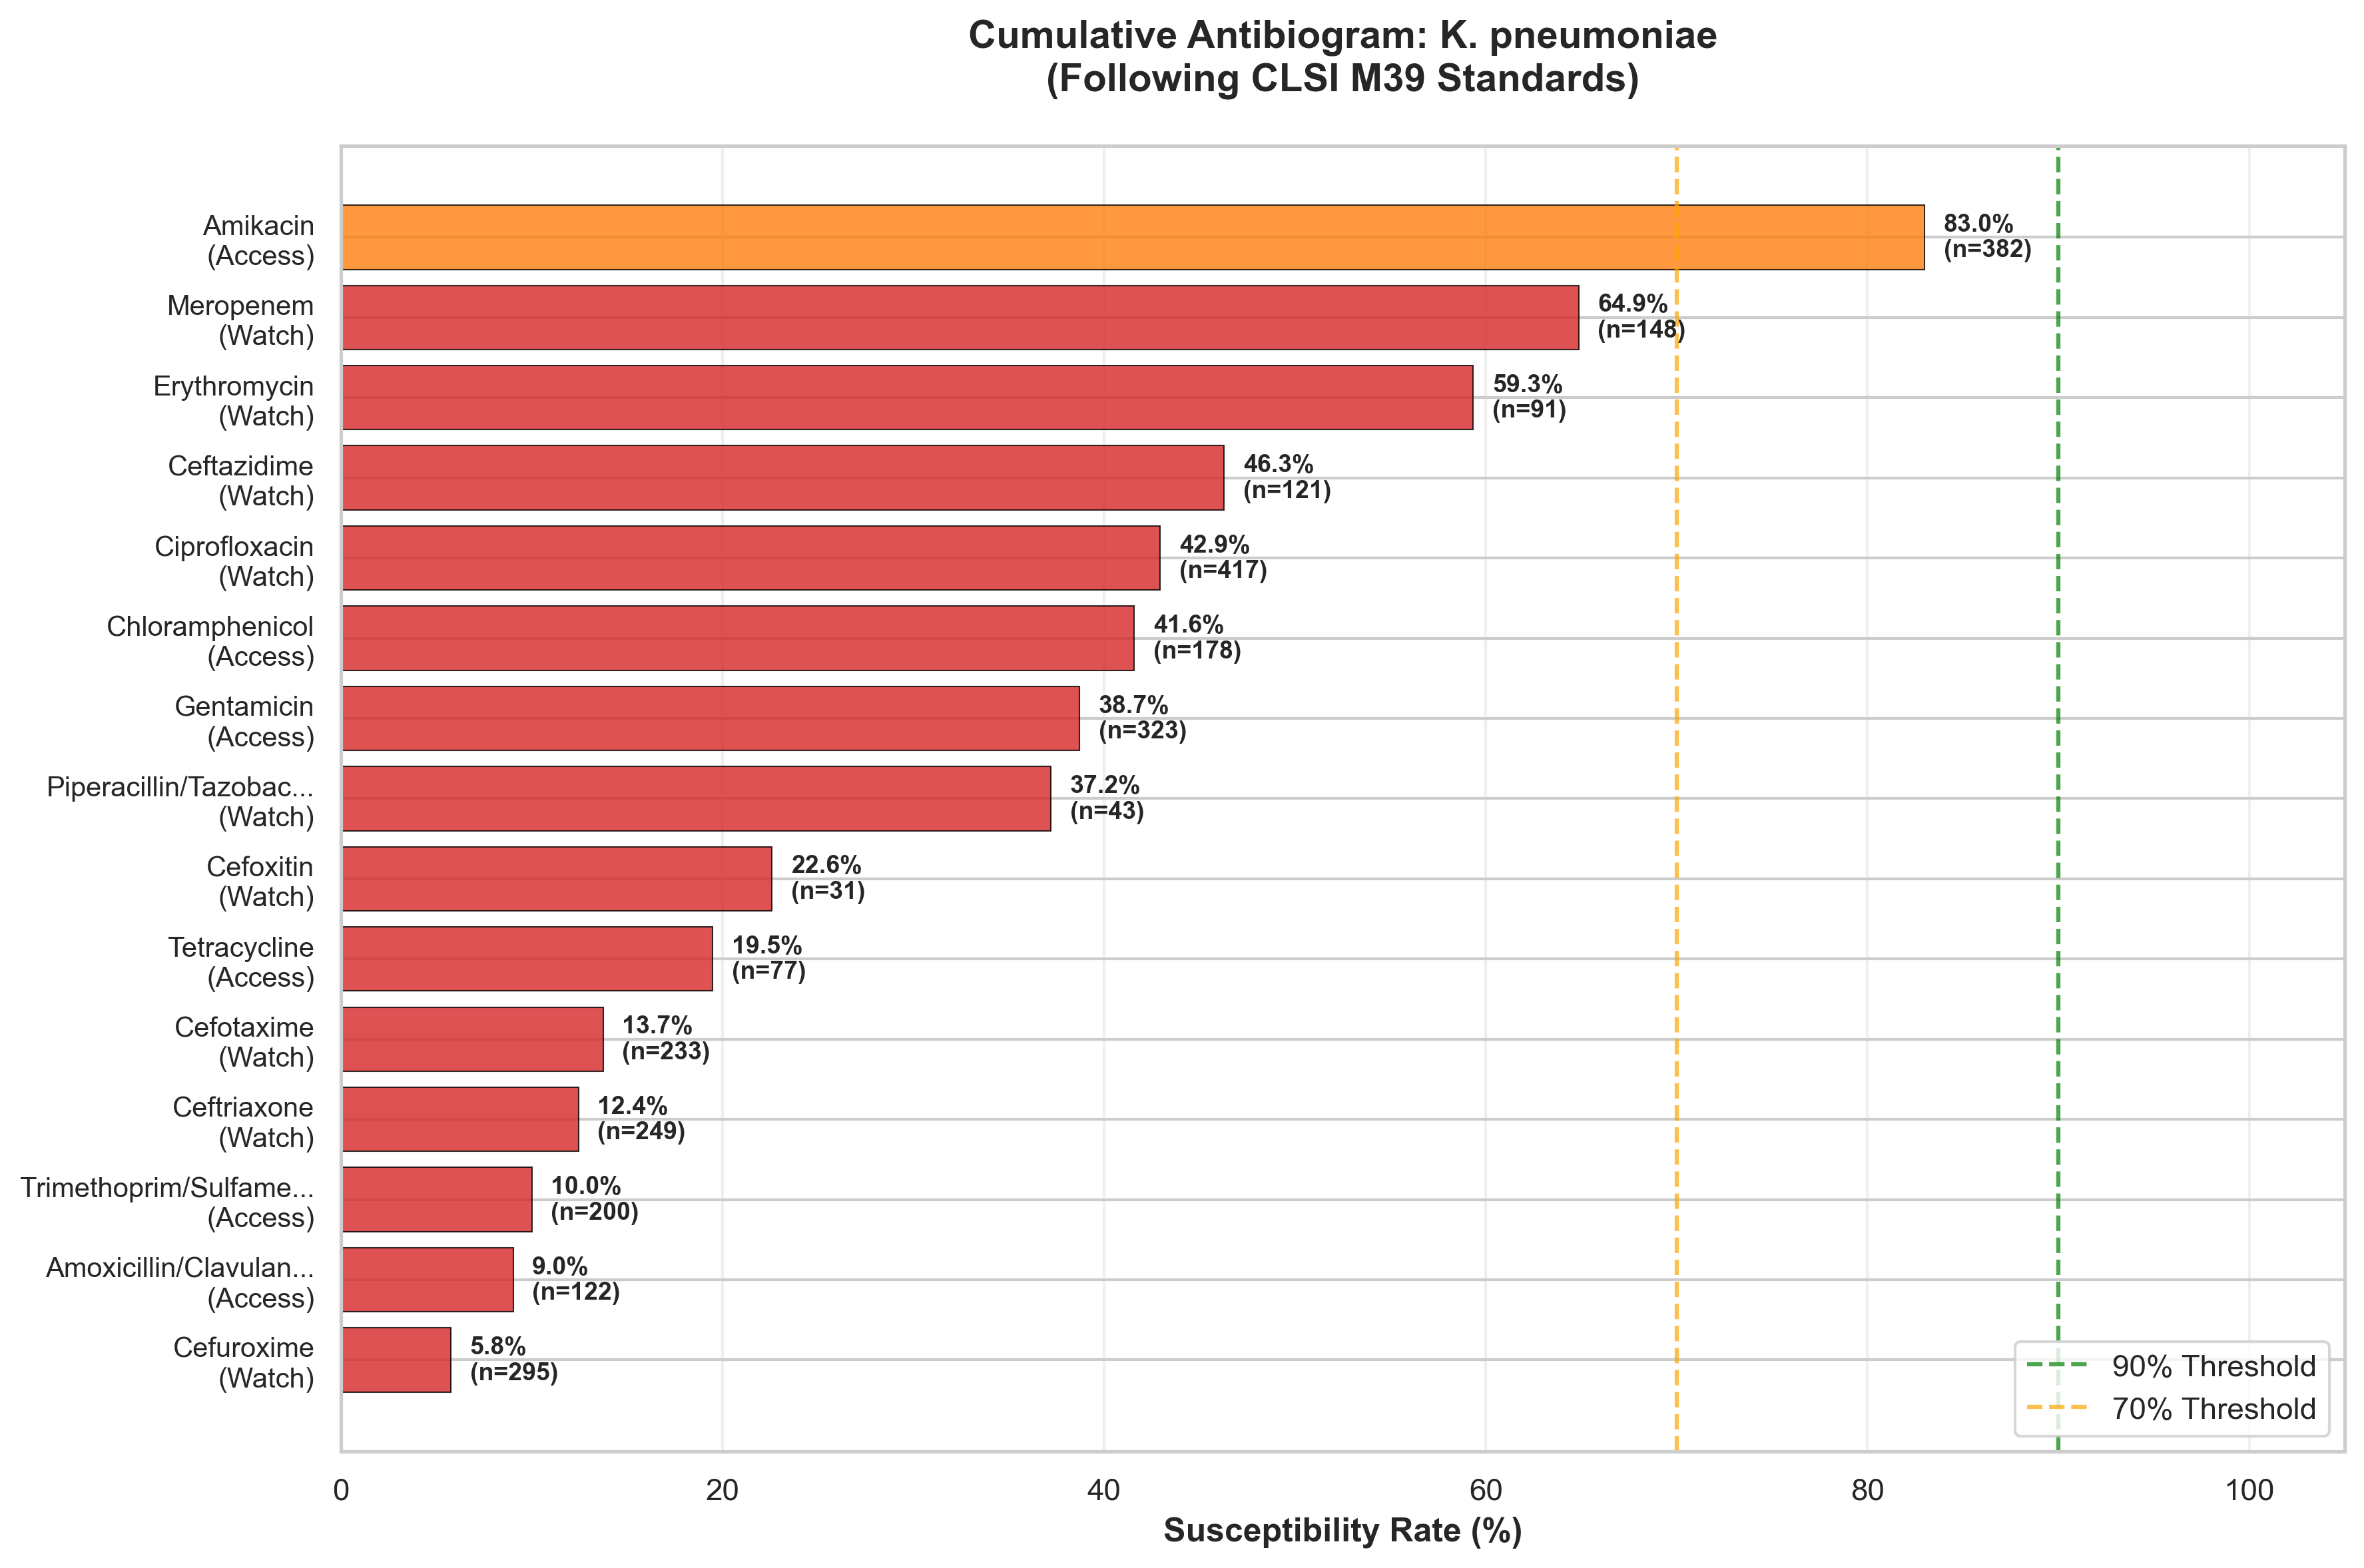 Cumulative Antibiogram: K. pneumoniae
(Following CLSI M39 Standards)
Amikacin
(Access)
83.0%
(n=382)
Meropenem
(Watch)
64.9%
(n=148)
Erythromycin
(Watch)
59.3%
(n=91)
Ceftazidime
(Watch)
46.3%
(n=121)
Ciprofloxacin
(Watch)
42.9%
(n=417)
Chloramphenicol
(Access)
41.6%
(n=178)
Gentamicin
(Access)
38.7%
(n=323)
Piperacillin/Tazobac...
(Watch)
37.2%
(n=43)
Cefoxitin
(Watch)
22.6%
(n=31)
Tetracycline
(Access)
19.5%
(n=77)
Cefotaxime
(Watch)
13.7%
(n=233)
Ceftriaxone
(Watch)
12.4%
(n=249)
Trimethoprim/Sulfame...
(Access)
10.0%
(n=200)
Amoxicillin/Clavulan...
(Access)
9.0%
(n=122)
Cefuroxime
(Watch)
5.8%
(n=295)
90% Threshold
70% Threshold
0 20 40 60 80 100
Susceptibility Rate (%)